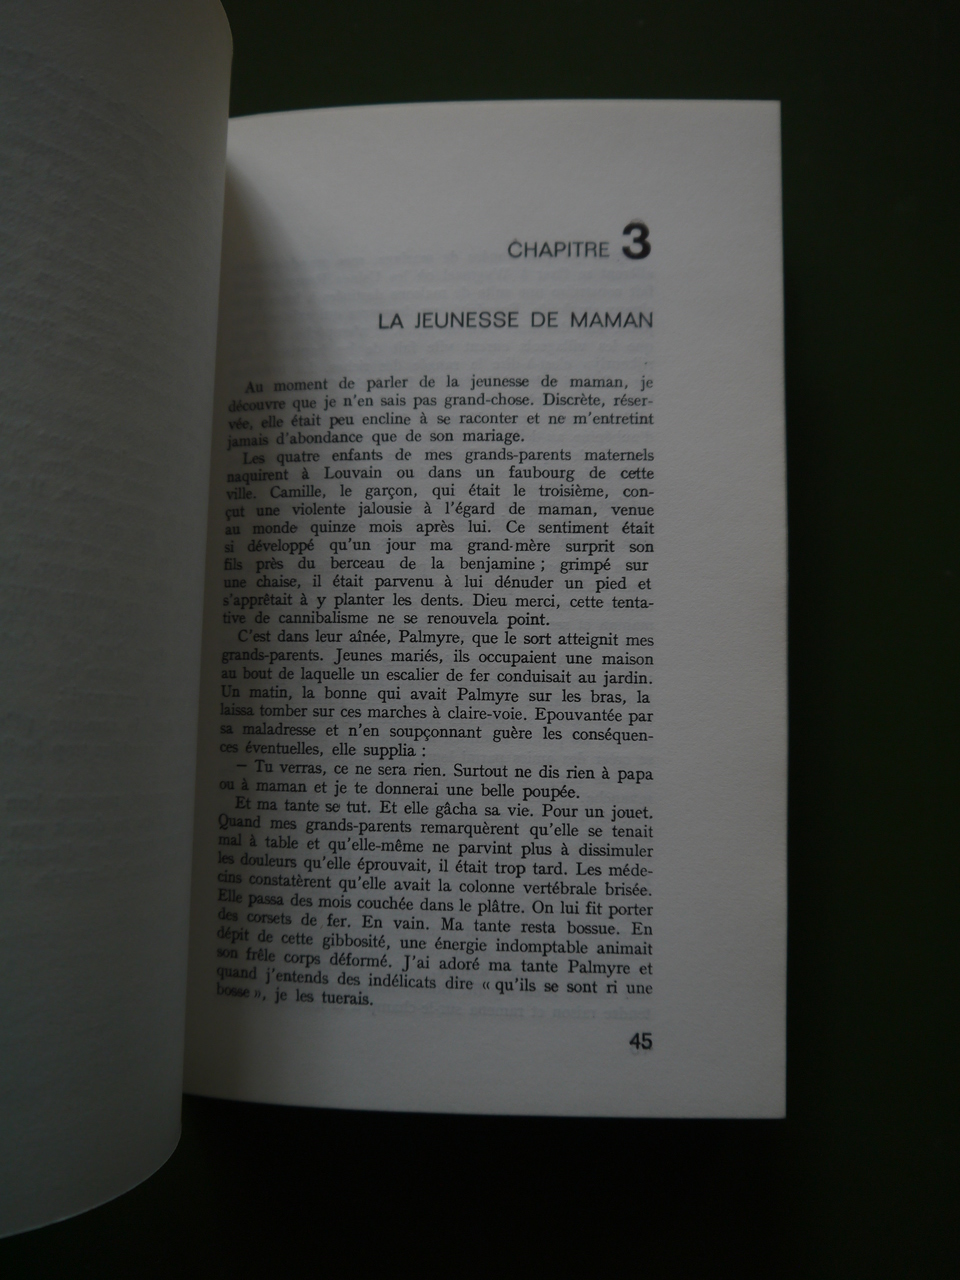 CHAPITRE 3
LA JEUNESSE DE MAMAN
Au moment de parler de la jeunesse de maman, je
découvre que je n'en sais pas grand-chose. Discrète, réser-
vée, elle était peu encline à se raconter et ne m'entretint
jamais d'abondance que de son mariage.
Les quatre enfants de mes grands-parents maternels
naquirent à Louvain ou dans un faubourg de cette
ville. Camille, le garçon, qui était le troisième, con-
çut une violente jalousie à l'égard de maman, venue
au monde quinze mois après lui. Ce sentiment était
si développé qu'un jour ma grand-mère surprit son
fils près du berceau de la benjamine ; grimpé sur
une chaise, il était parvenu à lui dénuder un pied et
s'apprêtait à y planter les dents. Dieu merci, cette tenta-
tive de cannibalisme ne se renouvela point.
C'est dans leur aînée, Palmyre, que le sort atteignit mes
grands-parents. Jeunes mariés, ils occupaient une maison
au bout de laquelle un escalier de fer conduisait au jardin.
Un matin, la bonne qui avait Palmyre sur les bras, la
laissa tomber sur ces marches à claire-voie. Epouvantée par
sa maladresse et n'en soupçonnant guère les conséquen-
ces éventuelles, elle supplia :
— Tu verras, ce ne sera rien. Surtout ne dis rien à papa
ou à maman et je te donnerai une belle poupée.
Et ma tante se tut. Et elle gâcha sa vie. Pour un jouet.
Quand mes grands-parents remarquèrent qu'elle se tenait
mal à table et qu'elle-même ne parvint plus à dissimuler
les douleurs qu'elle éprouvait, il était trop tard. Les méde-
cins constatèrent qu'elle avait la colonne vertébrale brisée.
Elle passa des mois couchée dans le plâtre. On lui fit porter
des corsets de fer. En vain. Ma tante resta bossue. En
dépit de cette gibbosité, une énergie indomptable animait
son frêle corps déformé. J'ai adoré ma tante Palmyre et
quand j'entends des indélicats dire « qu'ils se sont ri une
bosse », je les tuerais.
45